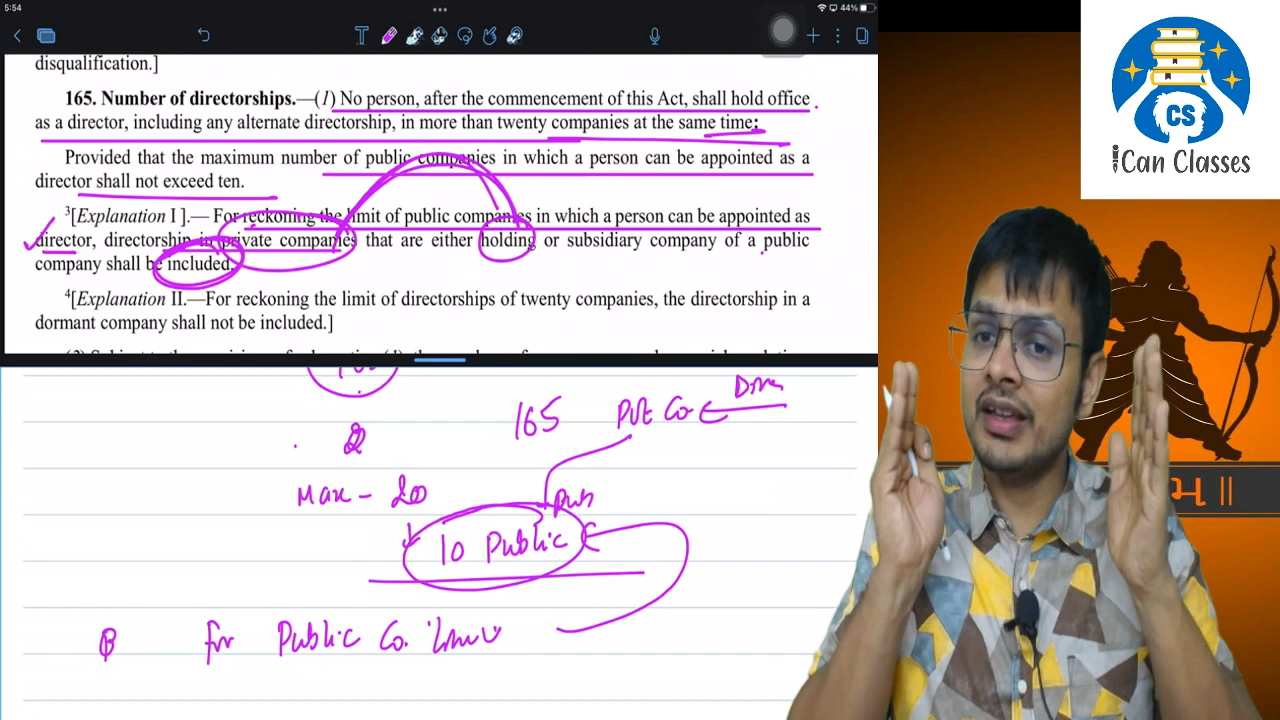 5:54
44%
disqualification.]
165. Number of directorships.—(1) No person, after the commencement of this Act, shall hold office
as a director, including any alternate directorship, in more than twenty companies at the same time:
Provided that the maximum number of public companies in which a person can be appointed as a
director shall not exceed ten.
3[Explanation I ].— For reckoning the limit of public companies in which a person can be appointed as
director, directorship in private companies that are either holding or subsidiary company of a public
company shall be included.
4[Explanation II.—For reckoning the limit of directorships of twenty companies, the directorship in a
dormant company shall not be included.]
165 Pvt Co
Max - 20
10 Public
for Public Co.
CS
iCan Classes
મ ॥